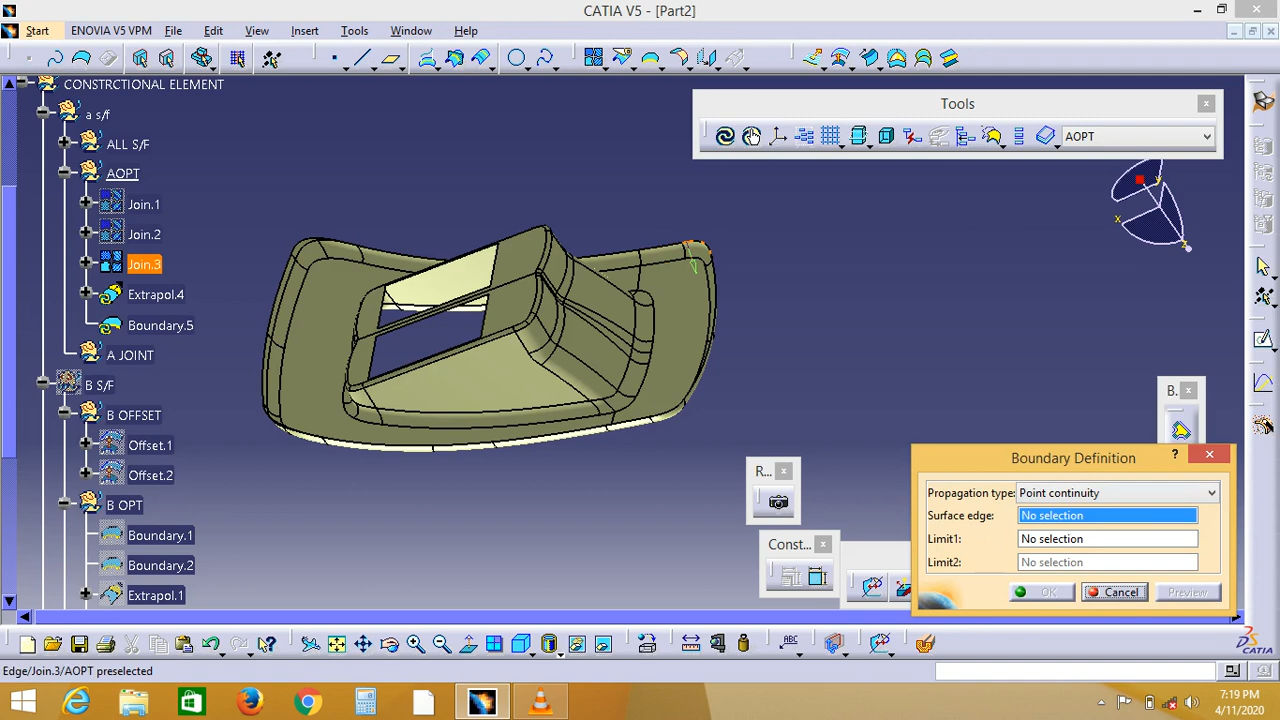 CATIA V5 - [Part2]
Start ENOVIA V5 VPM File Edit View Insert Tools Window Help
CONSTRCTIONAL ELEMENT
a s/f
ALL S/F
AOPT
Join.1
Join.2
Join.3
Extrapol.4
Boundary.5
A JOINT
B S/F
B OFFSET
Offset.1
Offset.2
B OPT
Boundary.1
Boundary.2
Extrapol.1
Tools
AOPT
x y z
B.
R...
Const...
Boundary Definition ?
Propagation type: Point continuity
Surface edge: No selection
Limit1: No selection
Limit2: No selection
OK Cancel Preview
ABC
CATIA
Edge/Join.3/AOPT preselected
7:19 PM
4/11/2020